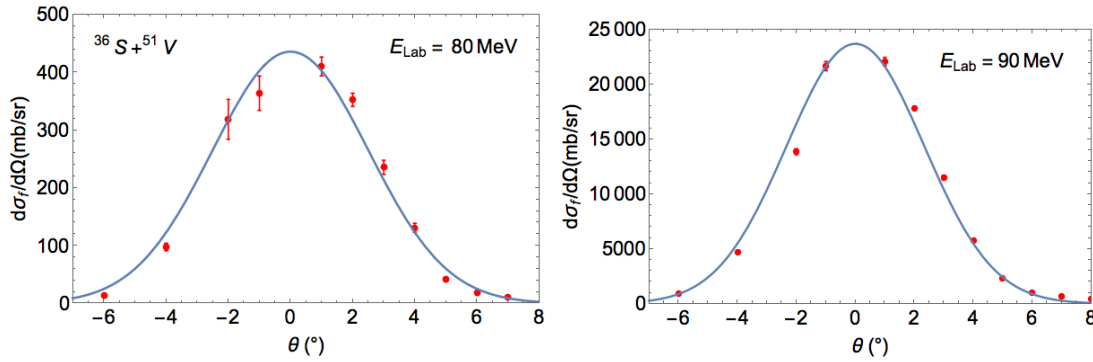 ³⁶S+⁵¹V
E_Lab = 80 MeV
500
400
300
200
100
0
dσ_f/dΩ(mb/sr)
−6 −4 −2 0 2 4 6 8
θ (°)
E_Lab = 90 MeV
25 000
20 000
15 000
10 000
5000
0
dσ_f/dΩ(mb/sr)
−6 −4 −2 0 2 4 6 8
θ (°)